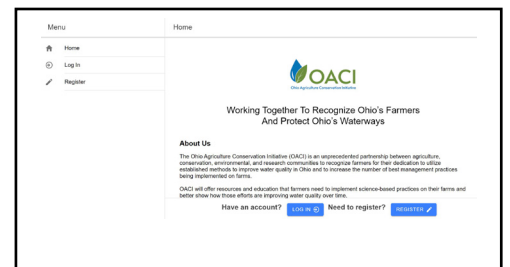 Menu
Home
Home
Log In
Register
OACI
Ohio Agriculture Conservation Initiative
Working Together To Recognize Ohio's Farmers
And Protect Ohio's Waterways
About Us
The Ohio Agriculture Conservation Initiative (OACI) is an unprecedented partnership between agriculture,
conservation, environmental, and research communities to recognize farmers for their dedication to utilize
established methods to improve water quality in Ohio and to increase the number of best management practices
being implemented on farms.
OACI will offer resources and education that farmers need to implement science-based practices on their farms and
better show how those efforts are improving water quality over time.
Have an account? LOG IN Need to register? REGISTER